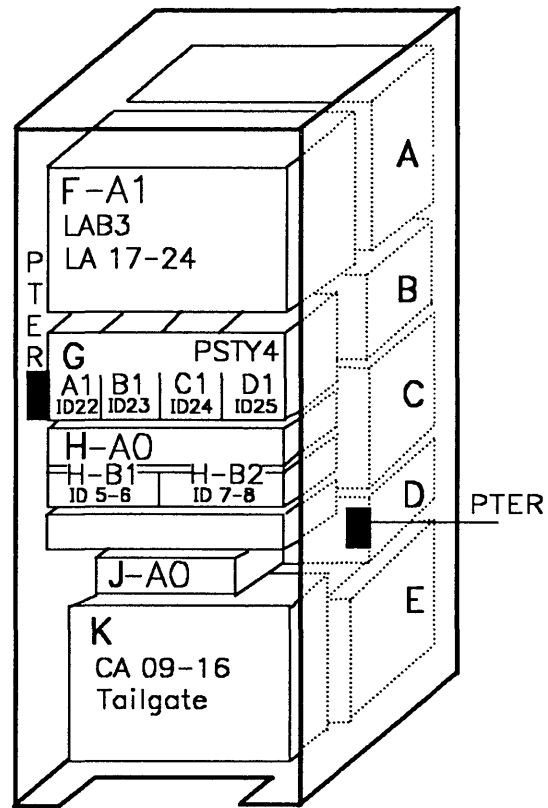 F-A1
LAB3
LA 17-24
PTER
G PSTY4
A1 B1 C1 D1
ID22 ID23 ID24 ID25
H-A0
H-B1 H-B2
ID 5-6 ID 7-8
J-A0
K
CA 09-16
Tailgate
A
B
C
D
PTER
E